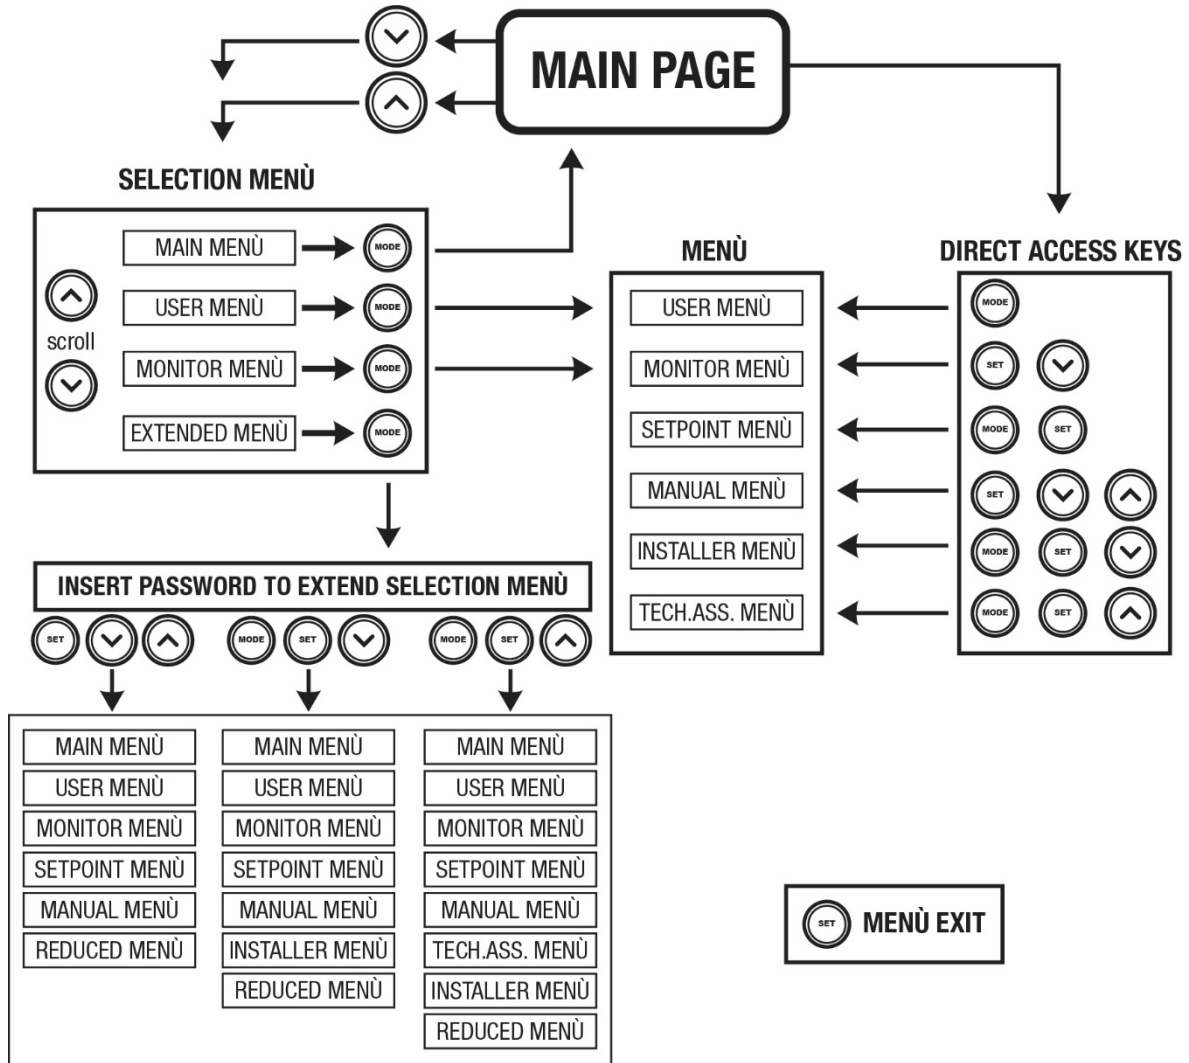 MAIN PAGE
SELECTION MENÙ
MAIN MENÙ MODE
USER MENÙ MODE
scroll
MONITOR MENÙ MODE
EXTENDED MENÙ MODE
MENÙ
USER MENÙ
MONITOR MENÙ
SETPOINT MENÙ
MANUAL MENÙ
INSTALLER MENÙ
TECH.ASS. MENÙ
DIRECT ACCESS KEYS
MODE
SET
MODE SET
SET
MODE SET
MODE SET
INSERT PASSWORD TO EXTEND SELECTION MENÙ
SET MODE SET MODE SET
MAIN MENÙ
USER MENÙ
MONITOR MENÙ
SETPOINT MENÙ
MANUAL MENÙ
REDUCED MENÙ
MAIN MENÙ
USER MENÙ
MONITOR MENÙ
SETPOINT MENÙ
MANUAL MENÙ
INSTALLER MENÙ
REDUCED MENÙ
MAIN MENÙ
USER MENÙ
MONITOR MENÙ
SETPOINT MENÙ
MANUAL MENÙ
TECH.ASS. MENÙ
INSTALLER MENÙ
REDUCED MENÙ
SET MENÙ EXIT